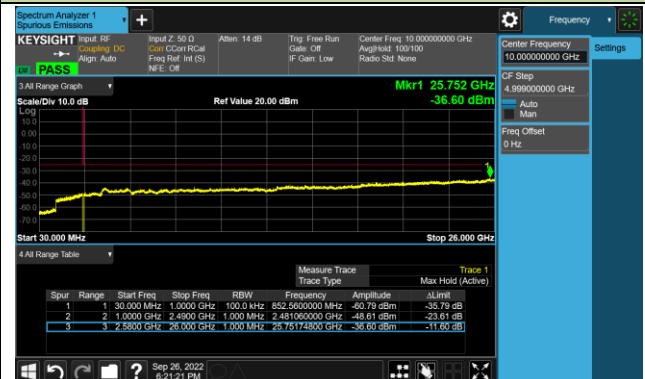 Spectrum Analyzer 1
Spurious Emissions
+
Frequency
KEYSIGHT Input: RF Input Z: 50 Ω Atten: 14 dB Trig: Free Run Center Freq: 10.000000000 GHz
Coupling: DC Corr CCorr RCal Gate: Off Avg|Hold: 100/100
Align: Auto Freq Ref: Int (S) IF Gain: Low Radio Std: None
NFE: Off
PASS
Center Frequency
10.000000000 GHz
Settings
CF Step
4.999000000 GHz
Auto
Man
Freq Offset
0 Hz
3 All Range Graph
Mkr1 25.752 GHz
Scale/Div 10.0 dB Ref Value 20.00 dBm -36.60 dBm
Log
10.0
0.00
-10.0
-20.0
-30.0
-40.0
-50.0
-60.0
-70.0
1
Start 30.000 MHz Stop 26.000 GHz
4 All Range Table
Measure Trace Trace 1
Trace Type Max Hold (Active)
Spur Range Start Freq Stop Freq RBW Frequency Amplitude ΔLimit
1 1 30.000 MHz 1.0000 GHz 100.0 kHz 852.5600000 MHz -60.79 dBm -35.79 dB
2 2 1.0000 GHz 2.4900 GHz 1.000 MHz 2.481060000 GHz -48.61 dBm -23.61 dB
3 3 2.5800 GHz 26.000 GHz 1.000 MHz 25.75174800 GHz -36.60 dBm -11.60 dB
? Sep 26, 2022
6:21:21 PM